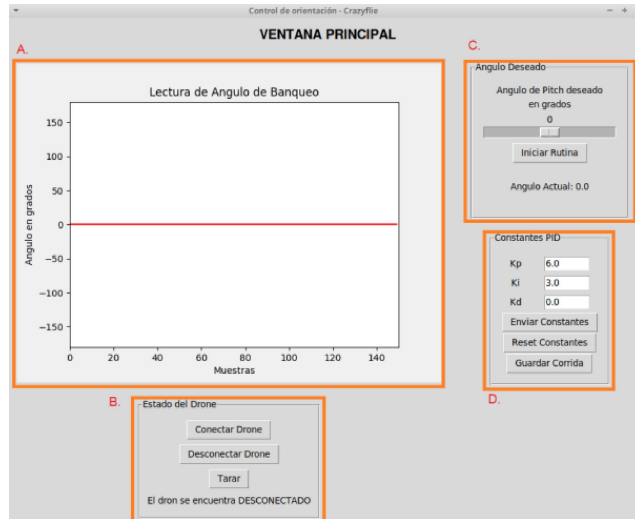 Control de orientación - Crazyflie
VENTANA PRINCIPAL
A.
Lectura de Angulo de Banqueo
Angulo en grados
150
100
50
0
−50
−100
−150
0 20 40 60 80 100 120 140
Muestras
B.
Estado del Drone
Conectar Drone
Desconectar Drone
Tarar
El dron se encuentra DESCONECTADO
C.
Angulo Deseado
Angulo de Pitch deseado
en grados
0
Iniciar Rutina
Angulo Actual: 0.0
Constantes PID
Kp 6.0
Ki 3.0
Kd 0.0
Enviar Constantes
Reset Constantes
Guardar Corrida
D.